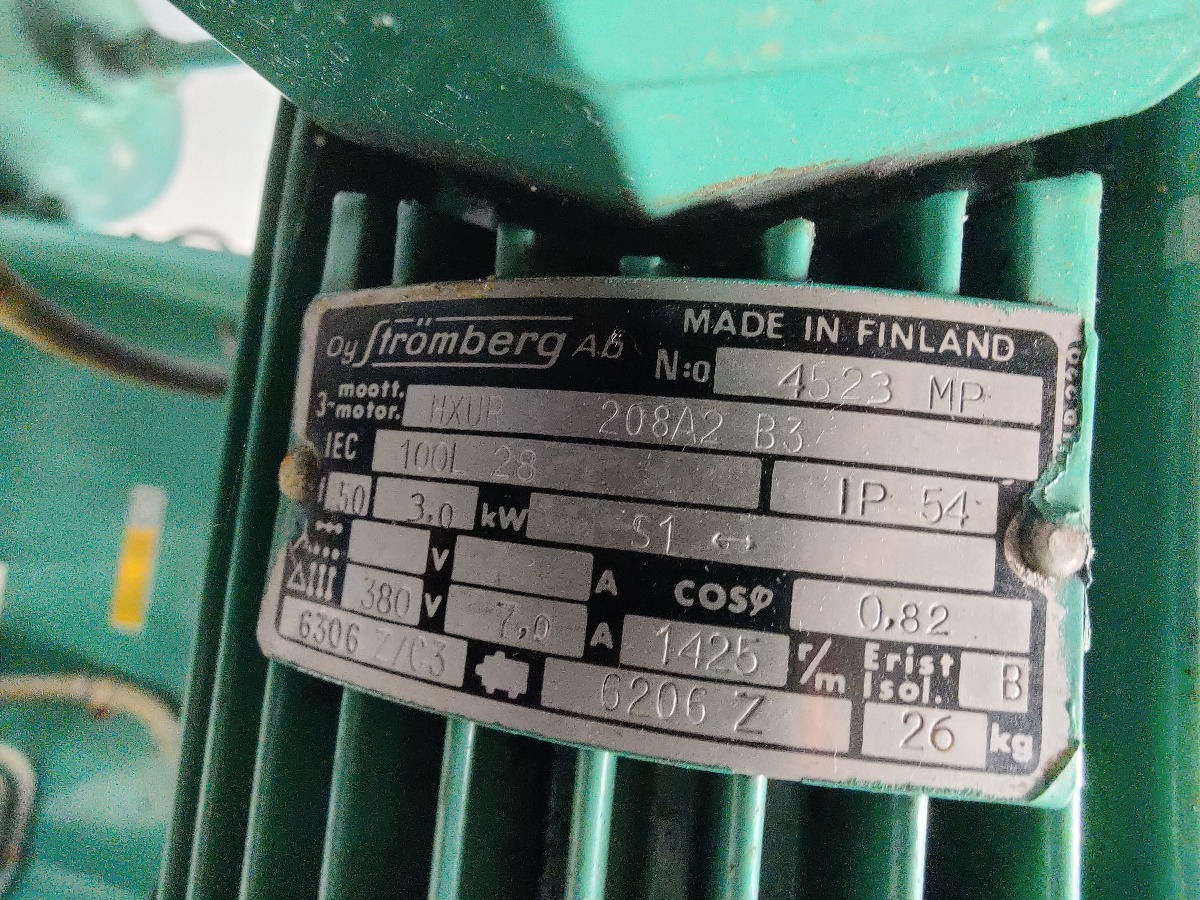 Oy Strömberg Ab MADE IN FINLAND
N:o 4523 MP
3~ moott. motor. HXUR 208A2 B3
IEC 100L 28 IP 54
50 3.0 kW S1 ↔
V A cosφ 0,82
Δ 380 V 7,0 A 1425 r/m Erist Isol. B
6306 Z/C3 6206 Z 26 kg